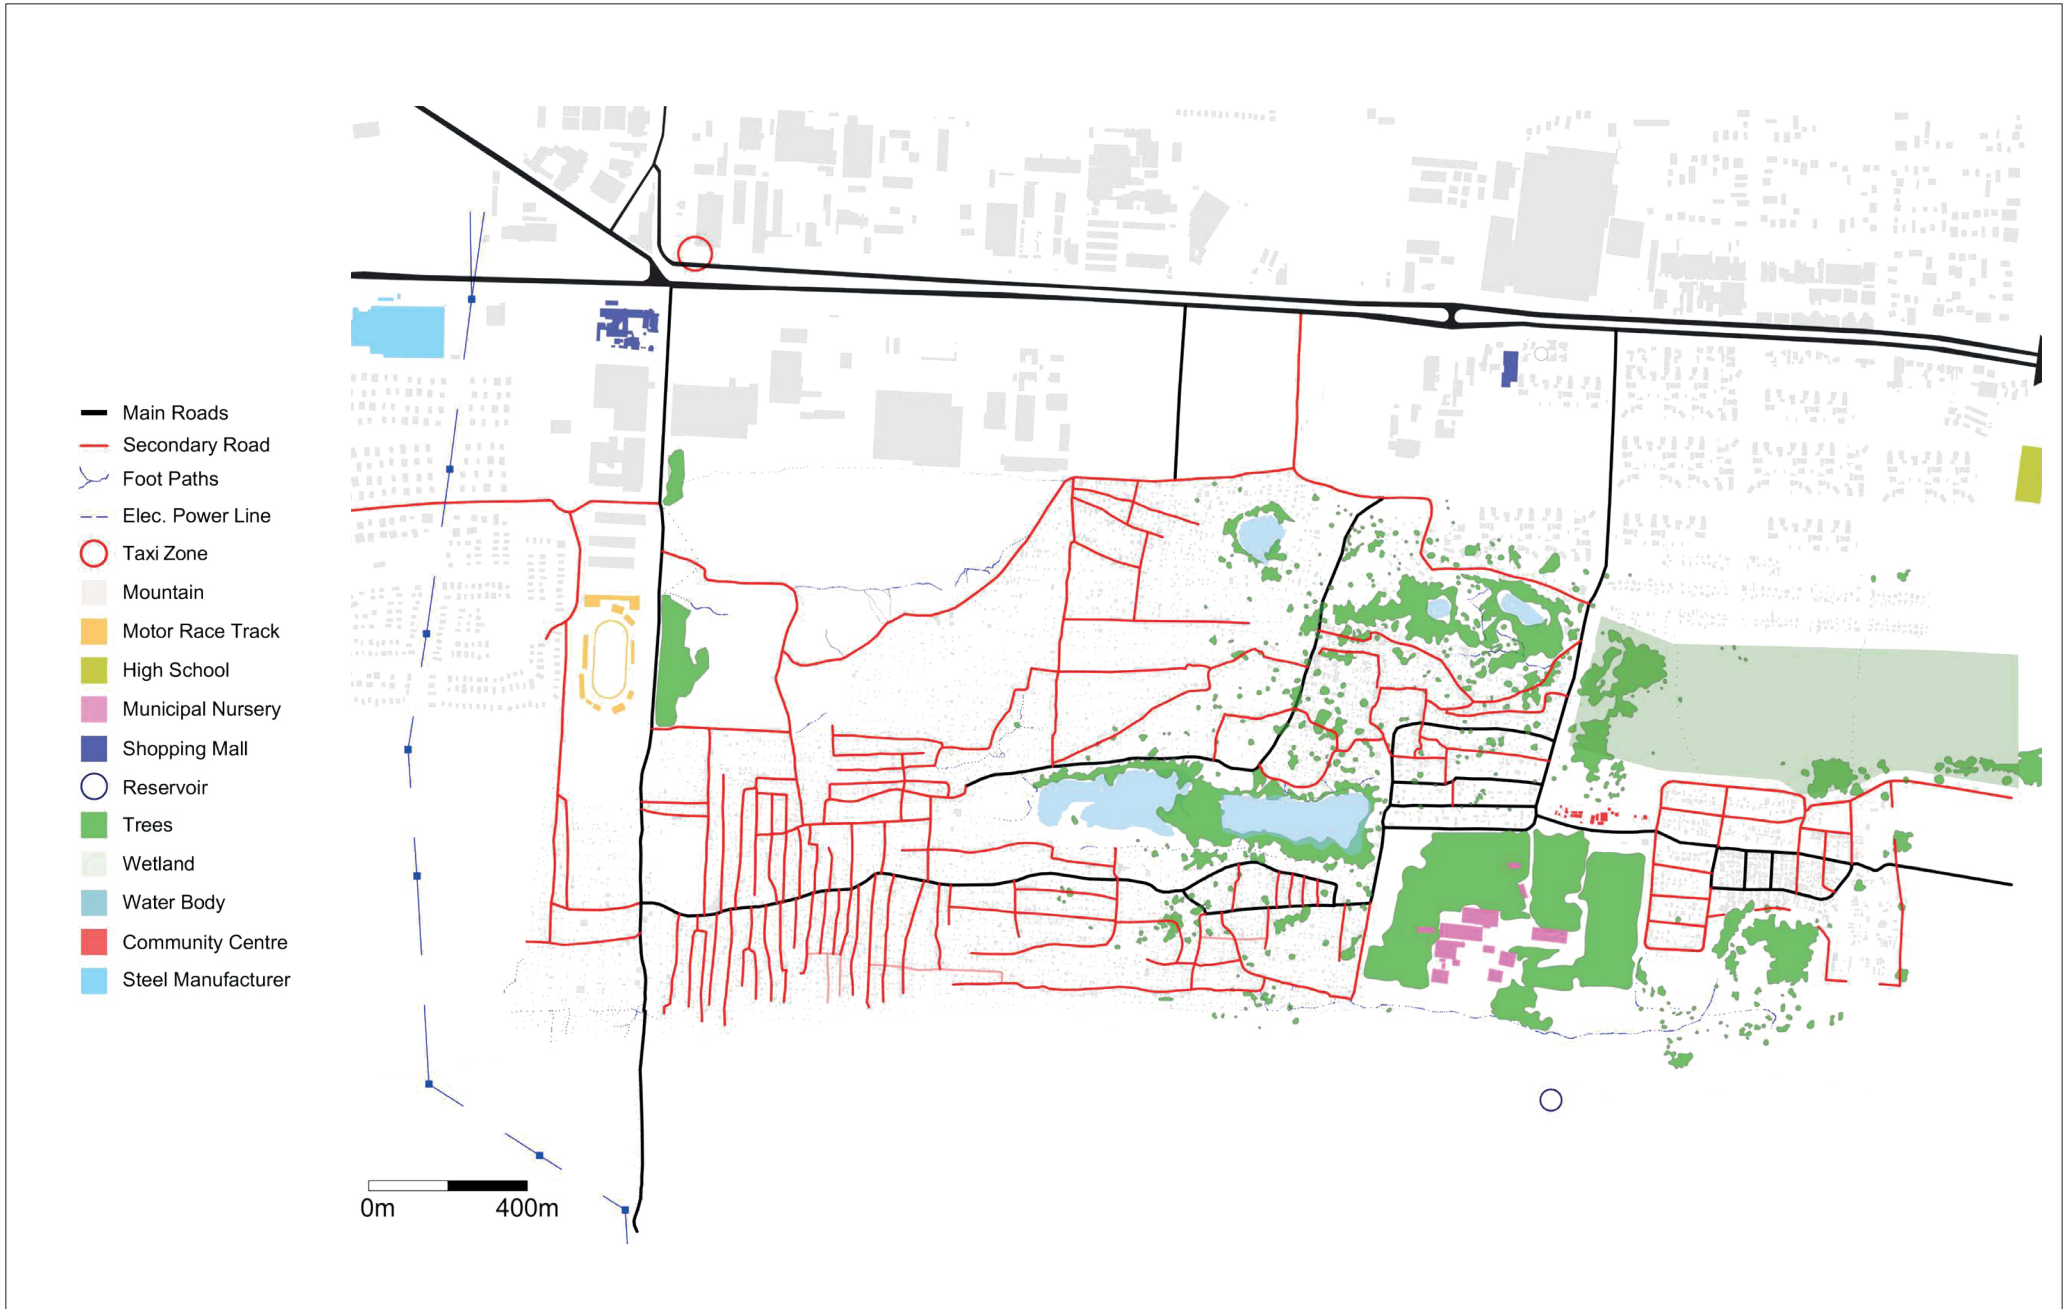 Main Roads
Secondary Road
Foot Paths
Elec. Power Line
Taxi Zone
Mountain
Motor Race Track
High School
Municipal Nursery
Shopping Mall
Reservoir
Trees
Wetland
Water Body
Community Centre
Steel Manufacturer
0m 400m